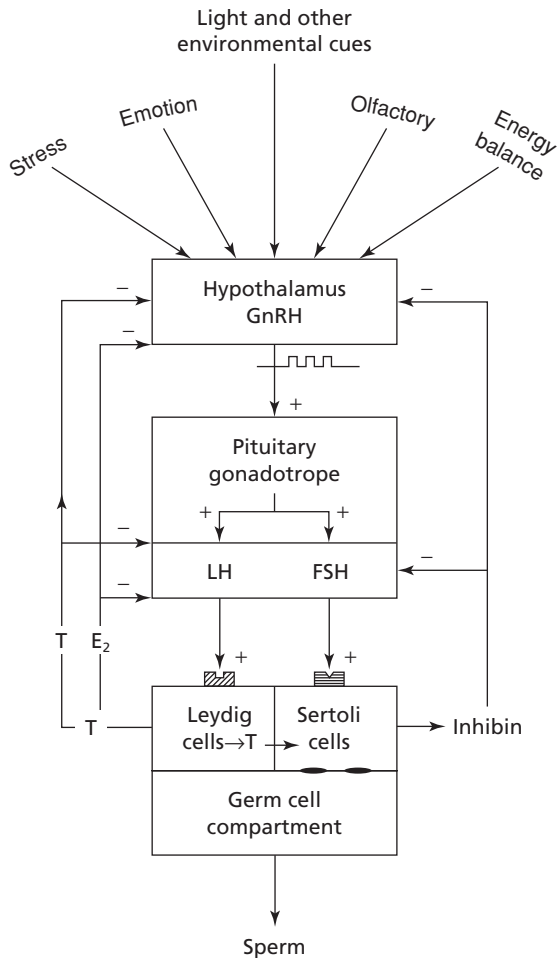 Light and other
environmental cues
Stress
Emotion
Olfactory
Energy
balance
−
Hypothalamus
GnRH
−
−
+
Pituitary
gonadotrope
+
+
−
LH
FSH
−
−
T
E₂
+
+
T
Leydig
cells→T
Sertoli
cells
Inhibin
Germ cell
compartment
Sperm